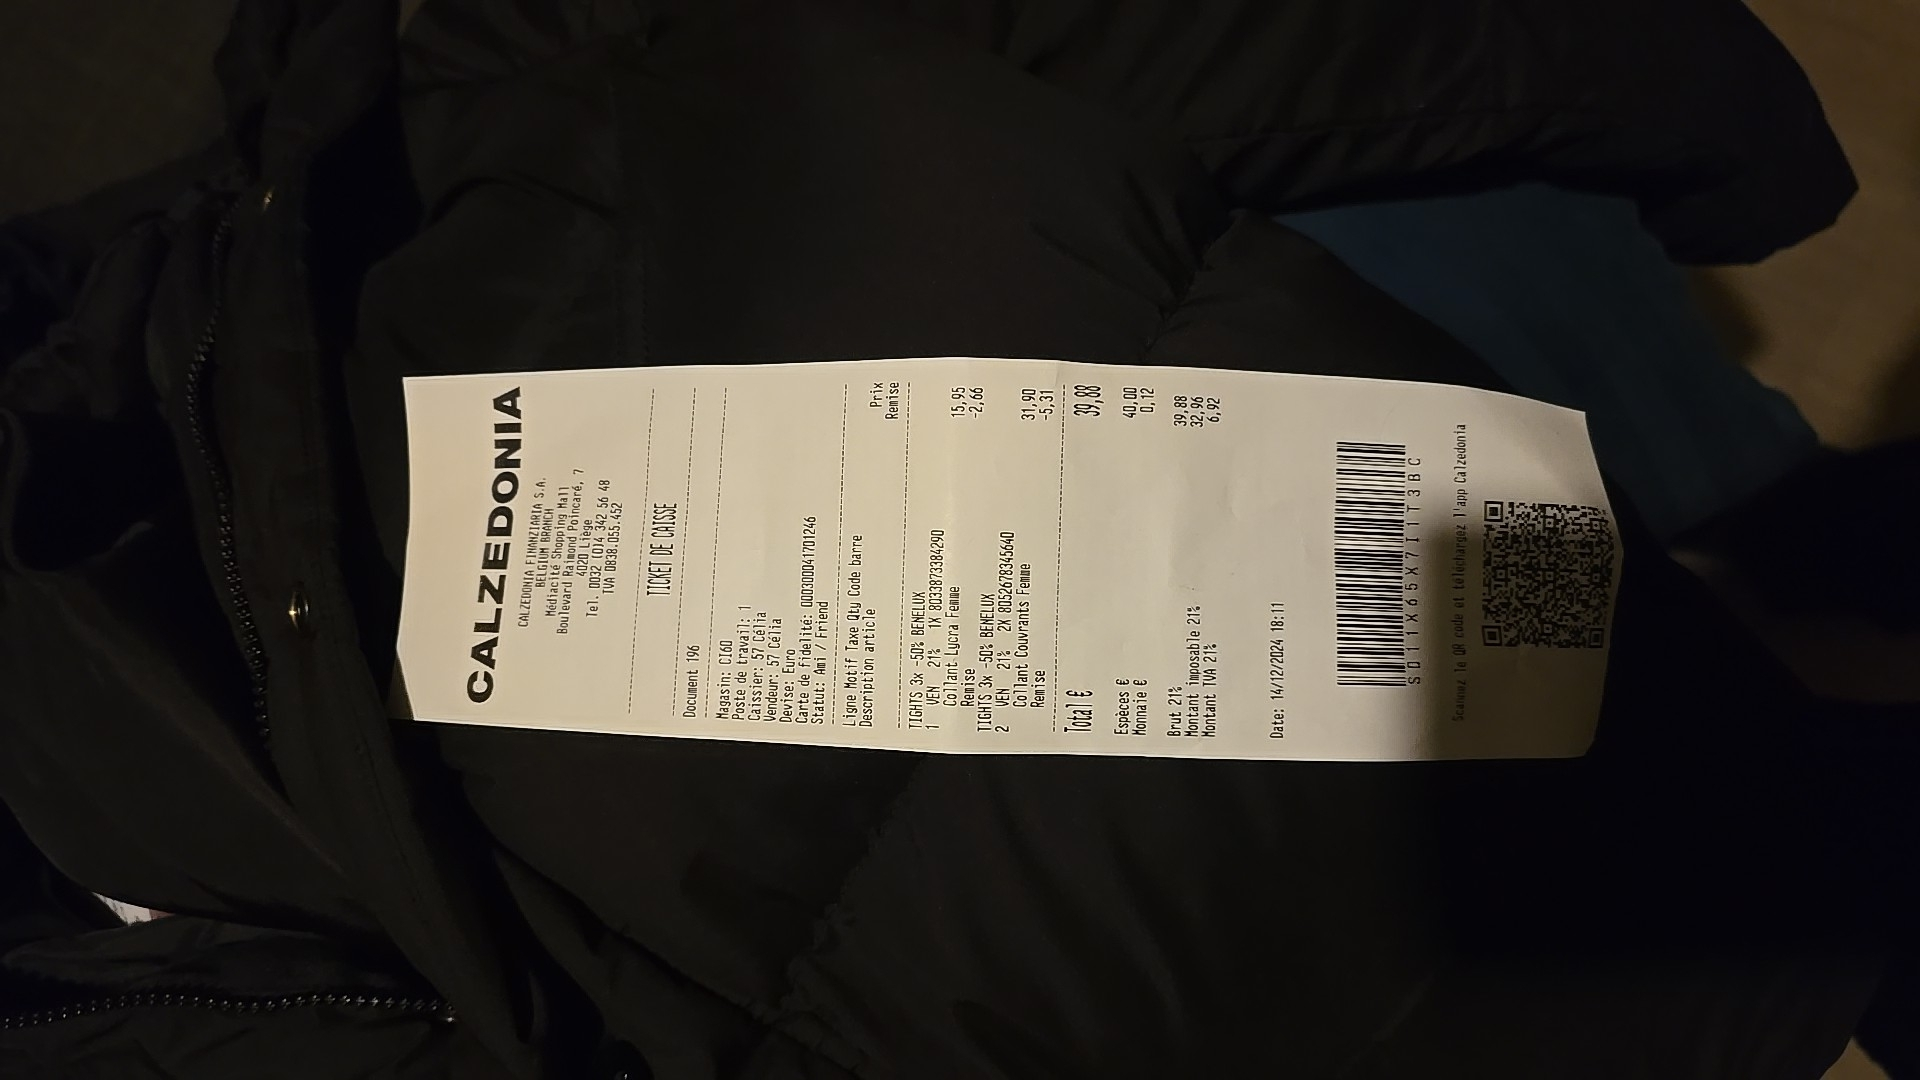 CALZEDONIA
CALZEDONIA FINANZIARIA S.A.
BELGIUM BRANCH
Médiacité Shopping Mall
Boulevard Raimond Poincaré, 7
4020 Liège
Tel. 0032 (0)4 342 56 48
TVA 0838.055.452
TICKET DE CAISSE
Document 196
Magasin: CI60
Poste de travail: 1
Caissier: 57 Célia
Vendeur: 57 Célia
Devise: Euro
Carte de fidelité: 0003000041701246
Statut: Ami / Friend
Ligne Motif Taxe Qty Code barre Prix
Description article Remise
TIGHTS 3x -50% BENELUX
1 VEN 21% 1X 8033873384290 15,95
Collant Lycra Femme
Remise -2,66
TIGHTS 3x -50% BENELUX
2 VEN 21% 2X 8052678345640 31,90
Collant Couvrants Femme
Remise -5,31
Total € 39,88
Espèces € 40,00
Monnaie € 0,12
Brut 21% 39,88
Montant imposable 21% 32,96
Montant TVA 21% 6,92
Date: 14/12/2024 18:11
SD11X655X7I1T3BC
Scannez le QR code et téléchargez l'app Calzedonia